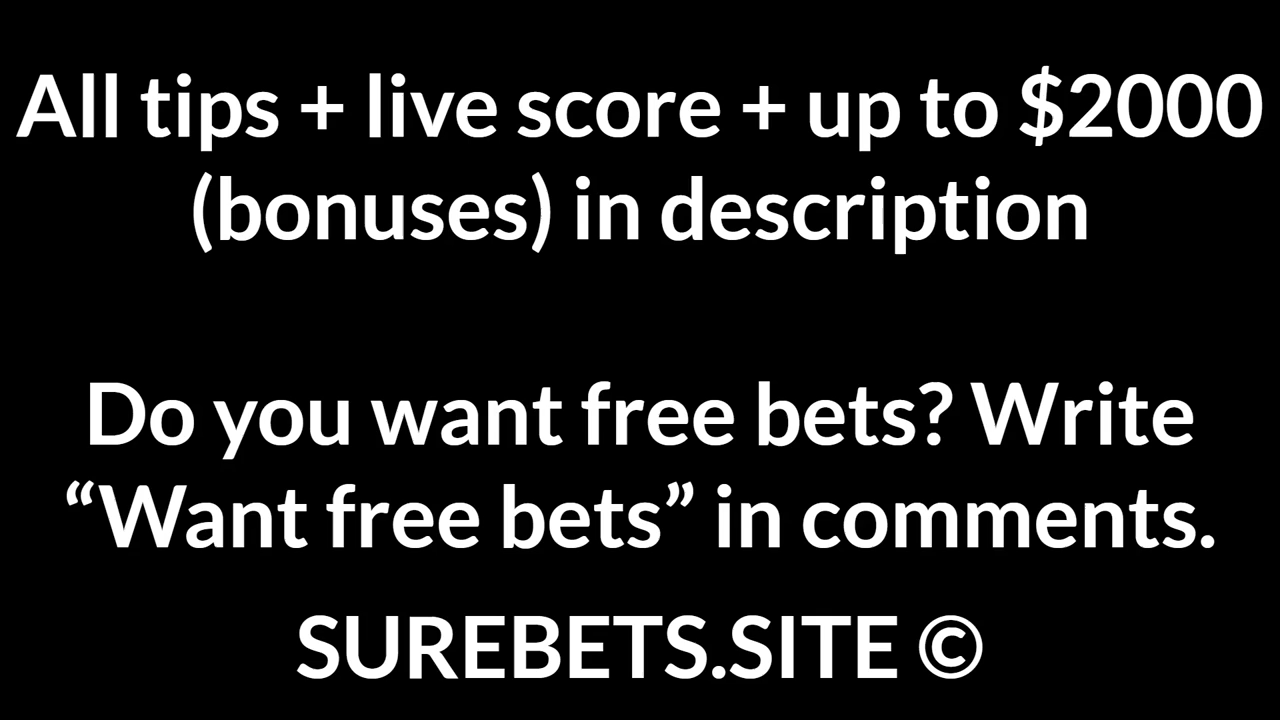 All tips + live score + up to $2000
(bonuses) in description
Do you want free bets? Write
“Want free bets” in comments.
SUREBETS.SITE ©